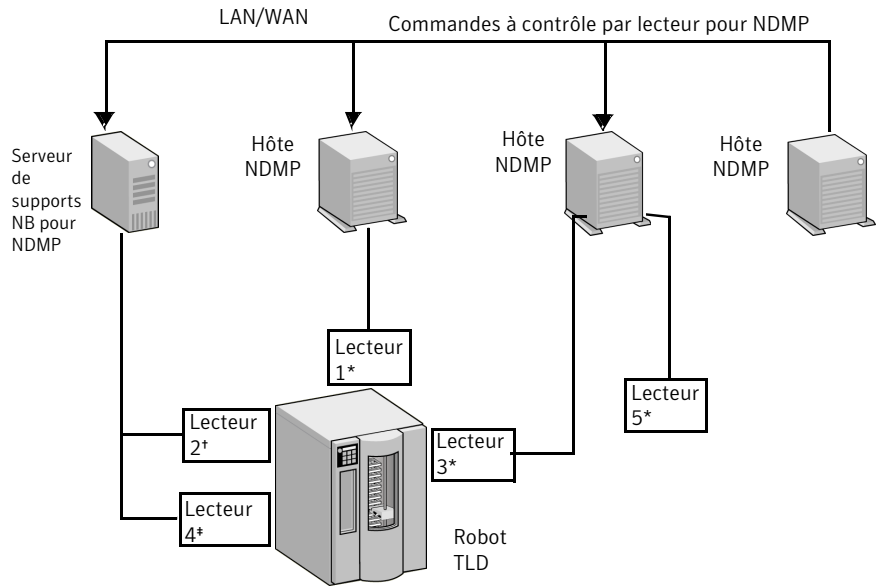 LAN/WAN
Commandes à contrôle par lecteur pour NDMP
Serveur
de
supports
NB pour
NDMP
Hôte
NDMP
Hôte
NDMP
Hôte
NDMP
Lecteur
1*
Lecteur
2†
Lecteur
3*
Lecteur
5*
Lecteur
4‡
Robot
TLD